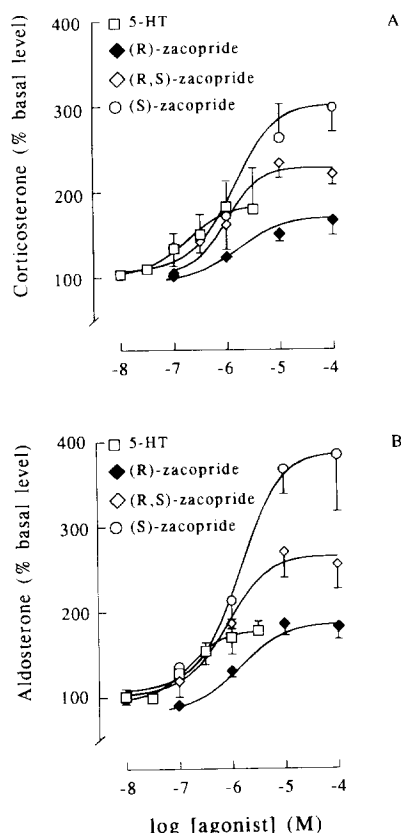 A
5-HT
(R)-zacopride
(R,S)-zacopride
(S)-zacopride
Corticosterone (% basal level)
400
300
200
100
-8 -7 -6 -5 -4
B
5-HT
(R)-zacopride
(R,S)-zacopride
(S)-zacopride
Aldosterone (% basal level)
400
300
200
100
-8 -7 -6 -5 -4
log [agonist] (M)